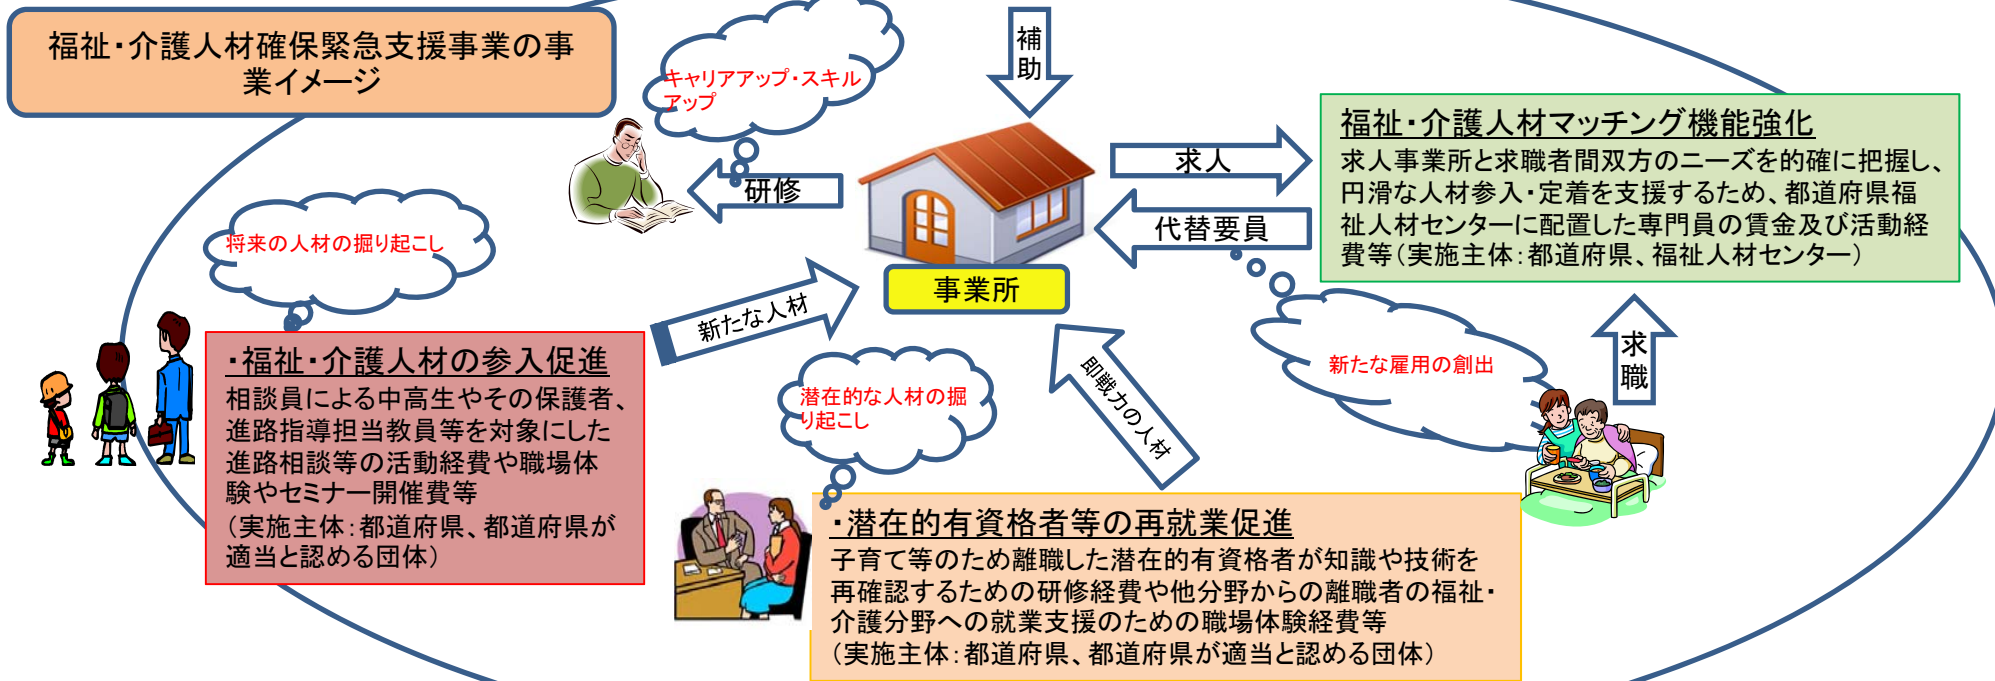 福祉・介護人材確保緊急支援事業の事
業イメージ
キャリアアップ・スキル
アップ
補助
研修
求人
代替要員
福祉・介護人材マッチング機能強化
求人事業所と求職者間双方のニーズを的確に把握し、
円滑な人材参入・定着を支援するため、都道府県福
祉人材センターに配置した専門員の賃金及び活動経
費等（実施主体：都道府県、福祉人材センター）
将来の人材の掘り起こし
事業所
新たな人材
・福祉・介護人材の参入促進
相談員による中高生やその保護者、
進路指導担当教員等を対象にした
進路相談等の活動経費や職場体
験やセミナー開催費等
（実施主体：都道府県、都道府県が
適当と認める団体）
潜在的な人材の掘
り起こし
即戦力の人材
新たな雇用の創出
求職
・潜在的有資格者等の再就業促進
子育て等のため離職した潜在的有資格者が知識や技術を
再確認するための研修経費や他分野からの離職者の福祉・
介護分野への就業支援のための職場体験経費等
（実施主体：都道府県、都道府県が適当と認める団体）